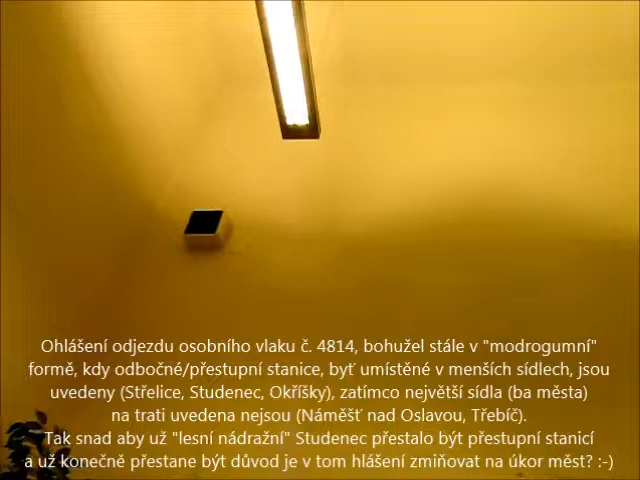 Ohlášení odjezdu osobního vlaku č. 4814, bohužel stále v "modrogumní"
formě, kdy odbočné/přestupní stanice, byť umístěné v menších sídlech, jsou
uvedeny (Střelice, Studenec, Okříšky), zatímco největší sídla (ba města)
na trati uvedena nejsou (Náměšť nad Oslavou, Třebíč).
Tak snad aby už "lesní nádražní" Studenec přestalo být přestupní stanicí
a už konečně přestane být důvod je v tom hlášení zmiňovat na úkor měst? :-)